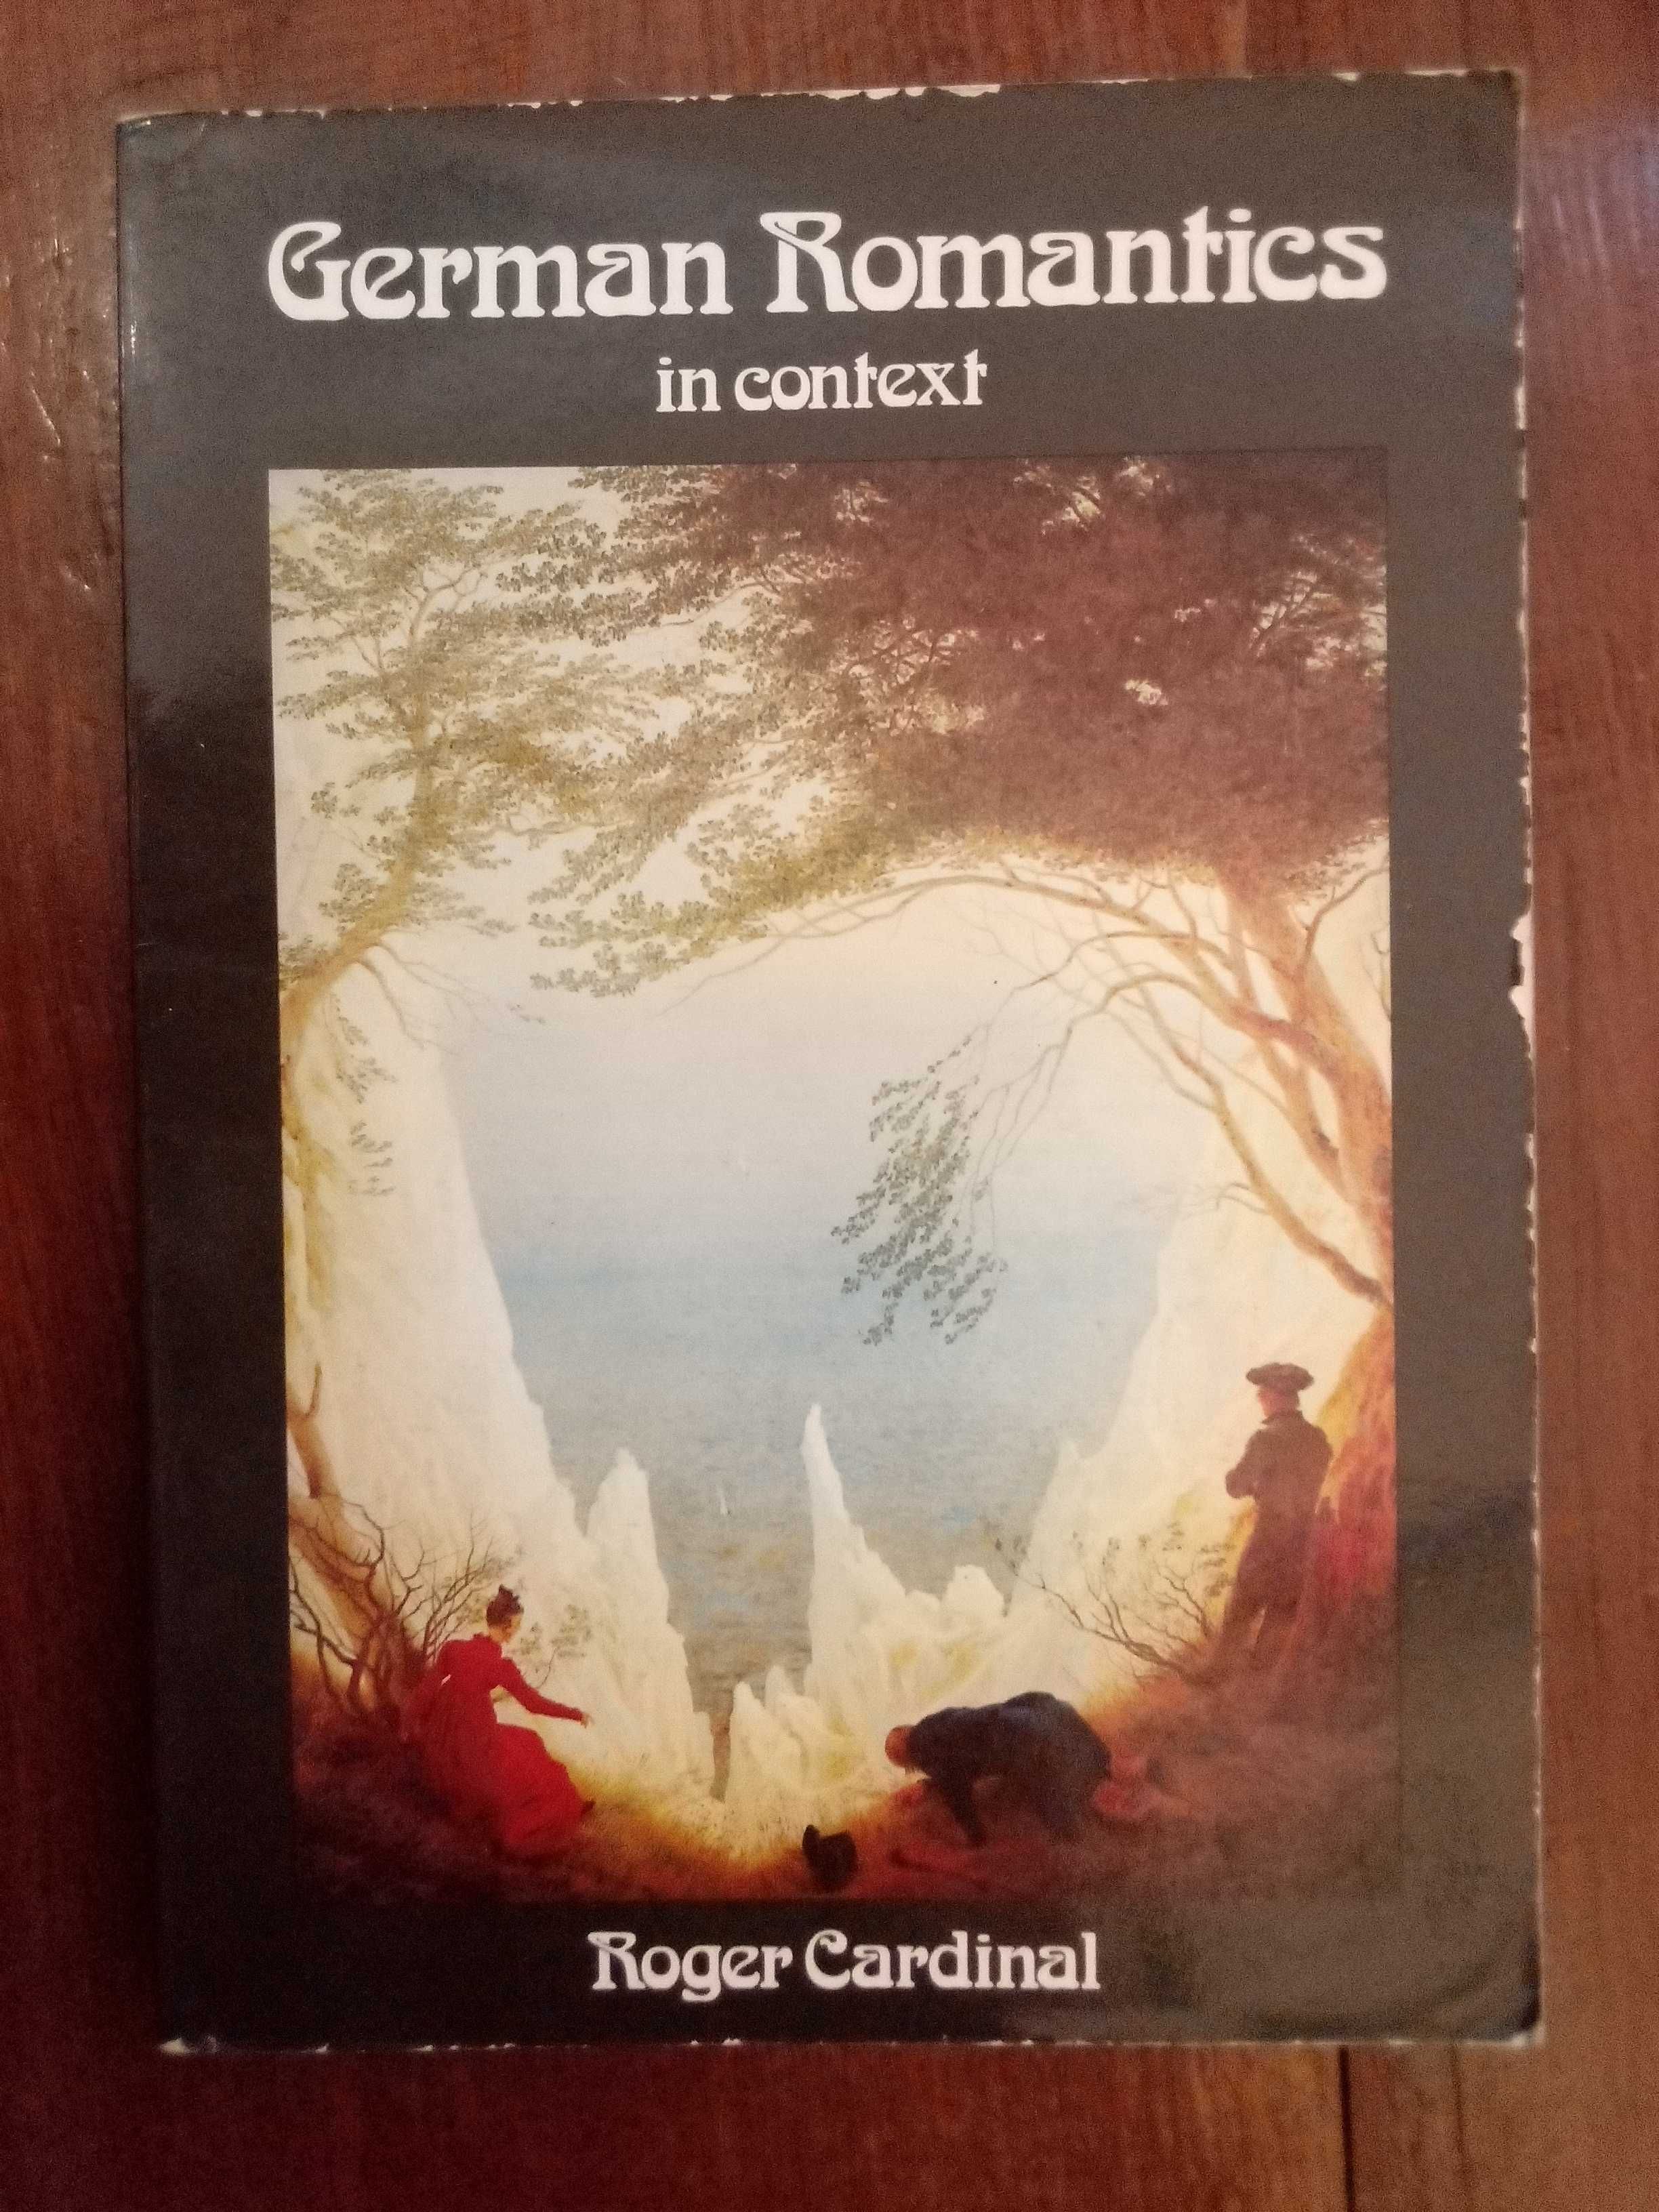 German Romantics
in context
Roger Cardinal